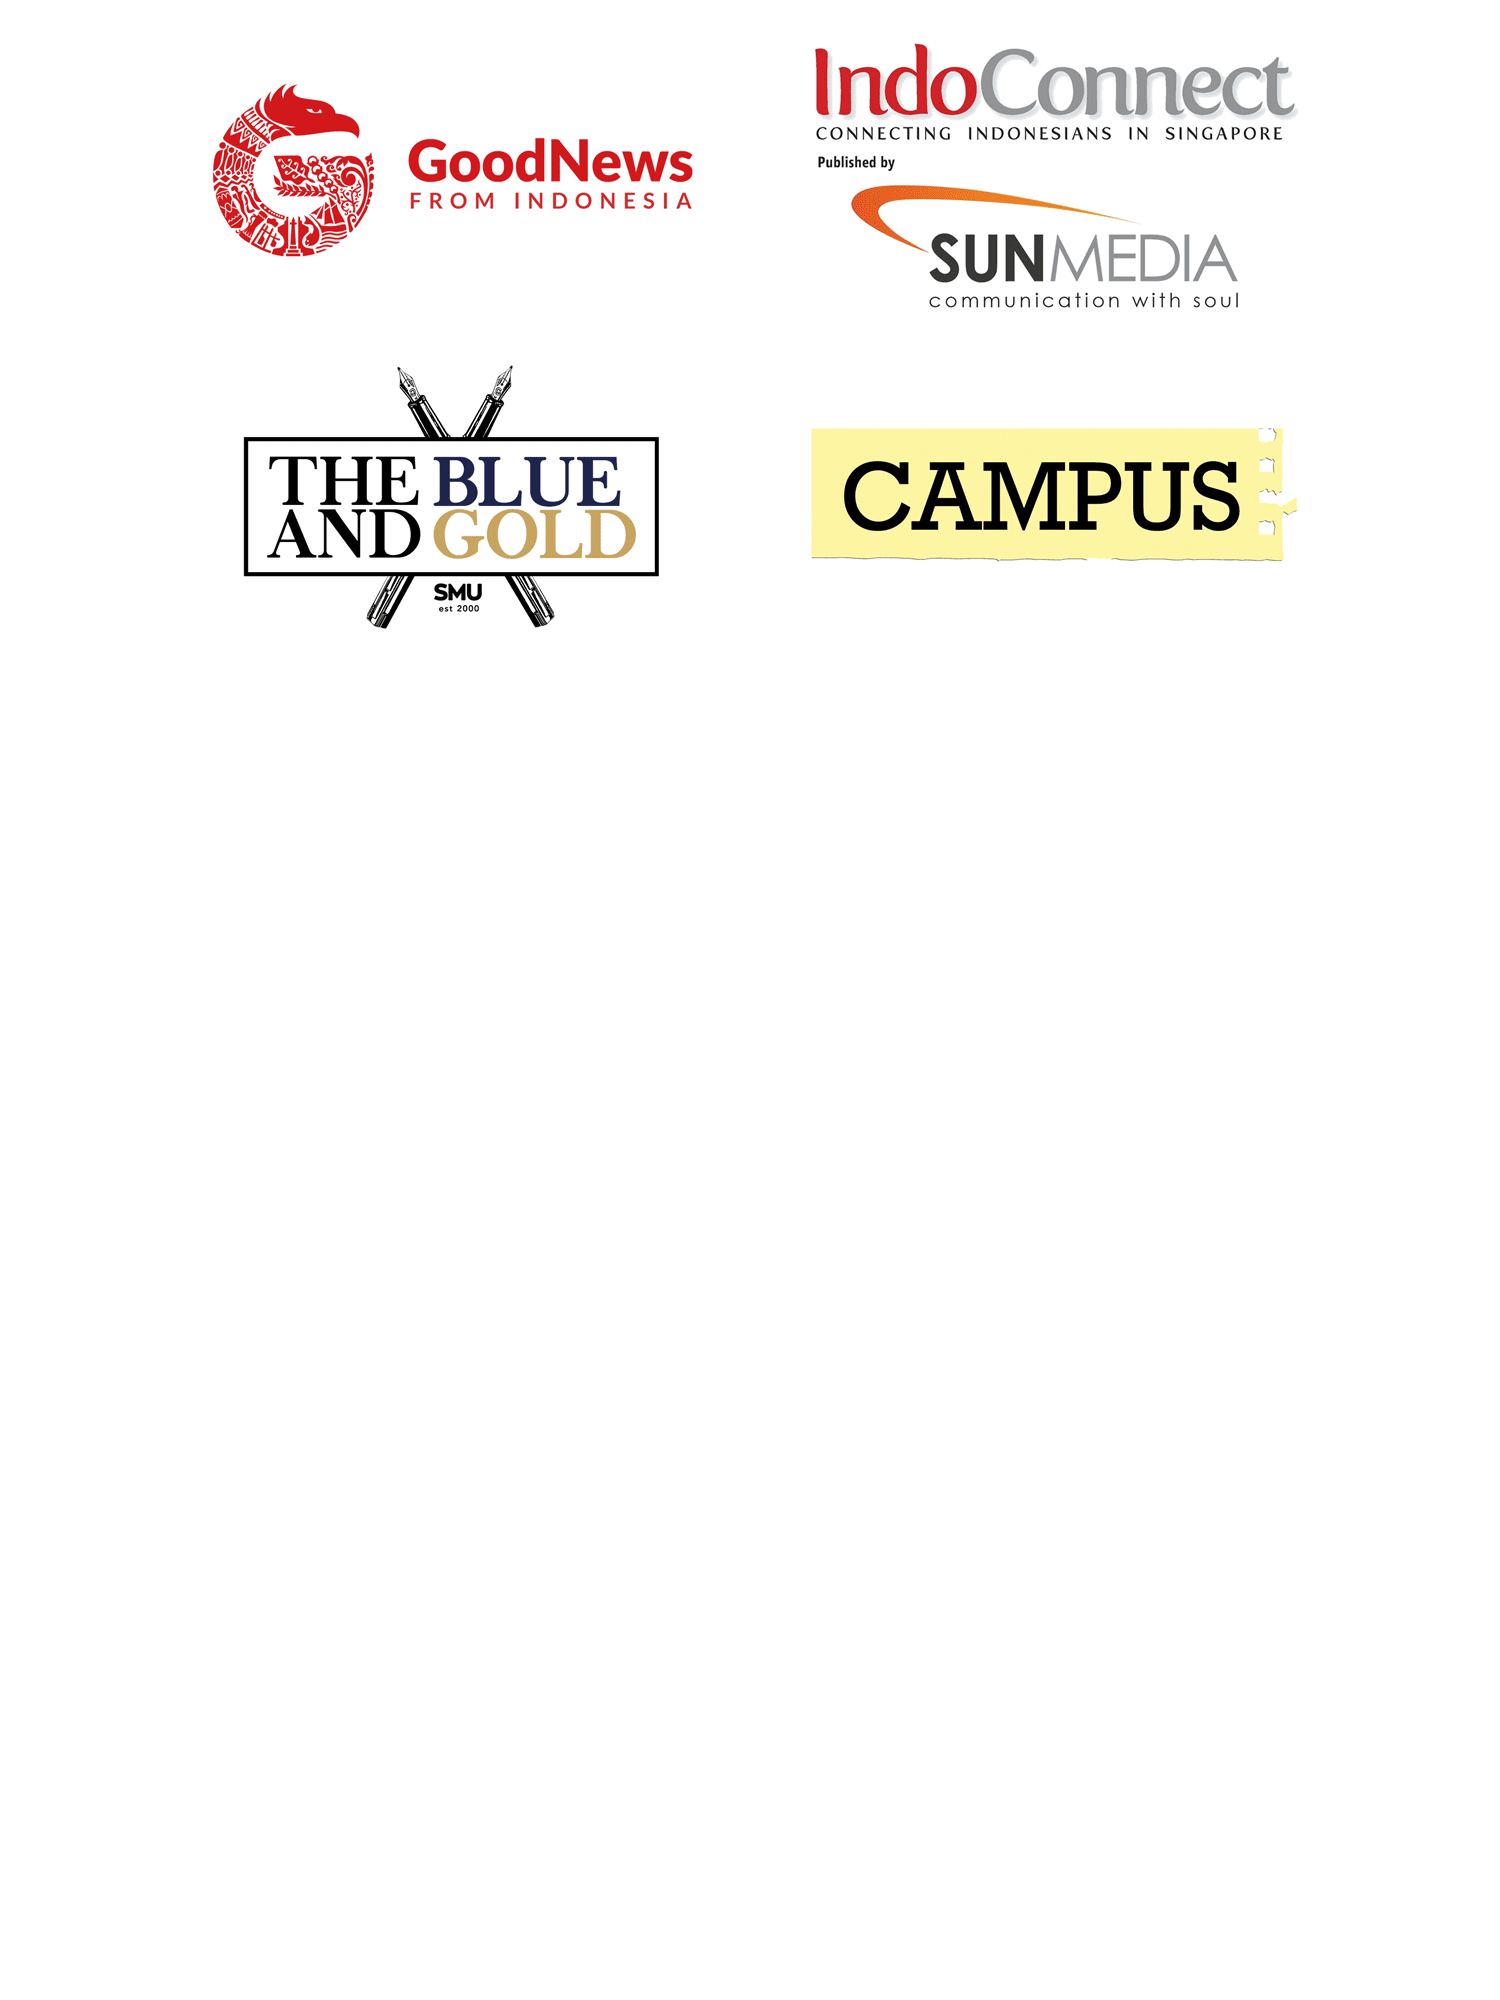 GoodNews
FROM INDONESIA
IndoConnect
CONNECTING INDONESIANS IN SINGAPORE
Published by
SUNMEDIA
communication with soul
THE BLUE
AND GOLD
SMU
est 2000
CAMPUS